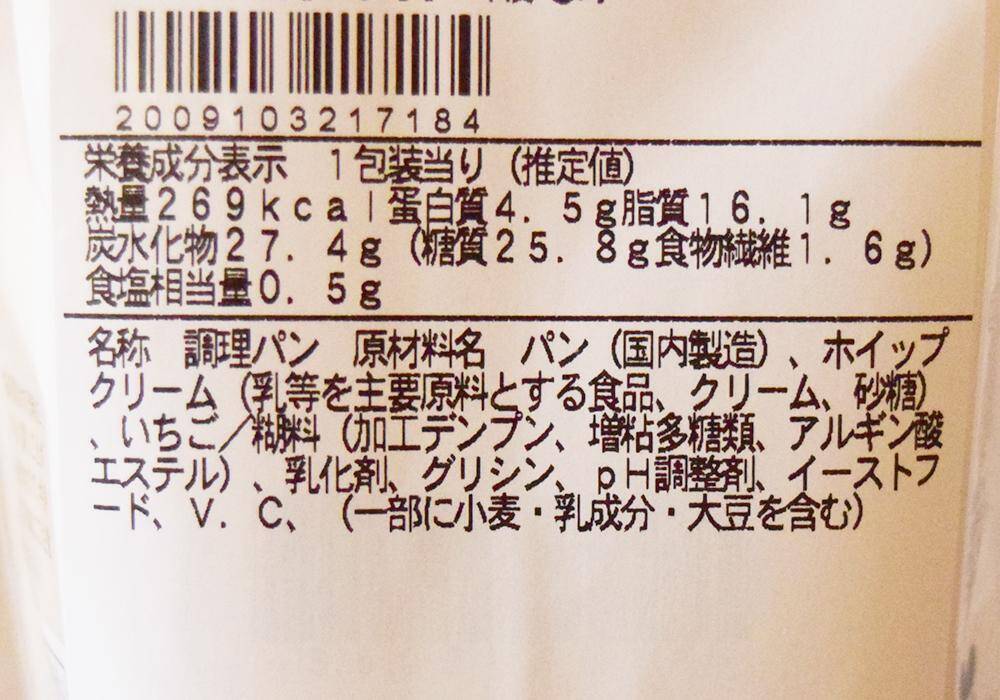 2009103217184
栄養成分表示　1包装当り（推定値）
熱量269kcal蛋白質4.5g脂質16.1g
炭水化物27.4g（糖質25.8g食物繊維1.6g）
食塩相当量0.5g
名称　調理パン　原材料名　パン（国内製造）、ホイップ
クリーム（乳等を主要原料とする食品、クリーム、砂糖）
、いちご／糊料（加工デンプン、増粘多糖類、アルギン酸
エステル）、乳化剤、グリシン、pH調整剤、イーストフ
ード、V.C、（一部に小麦・乳成分・大豆を含む）